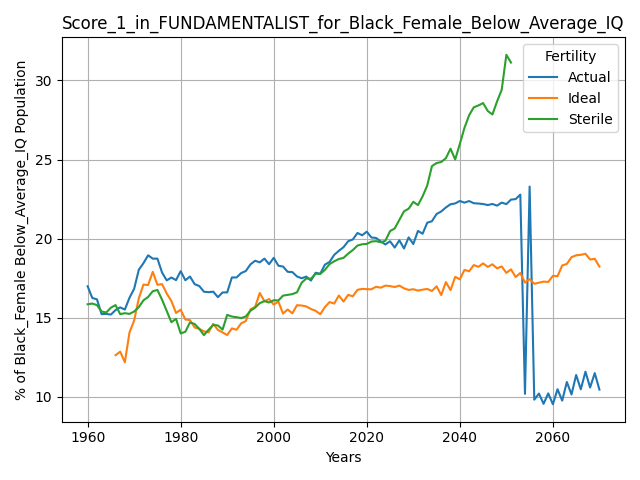 Score_1_in_FUNDAMENTALIST_for_Black_Female_Below_Average_IQ
Fertility
Actual
Ideal
Sterile
% of Black_Female Below_Average_IQ Population
30
25
20
15
10
1960
1980
2000
2020
2040
2060
Years